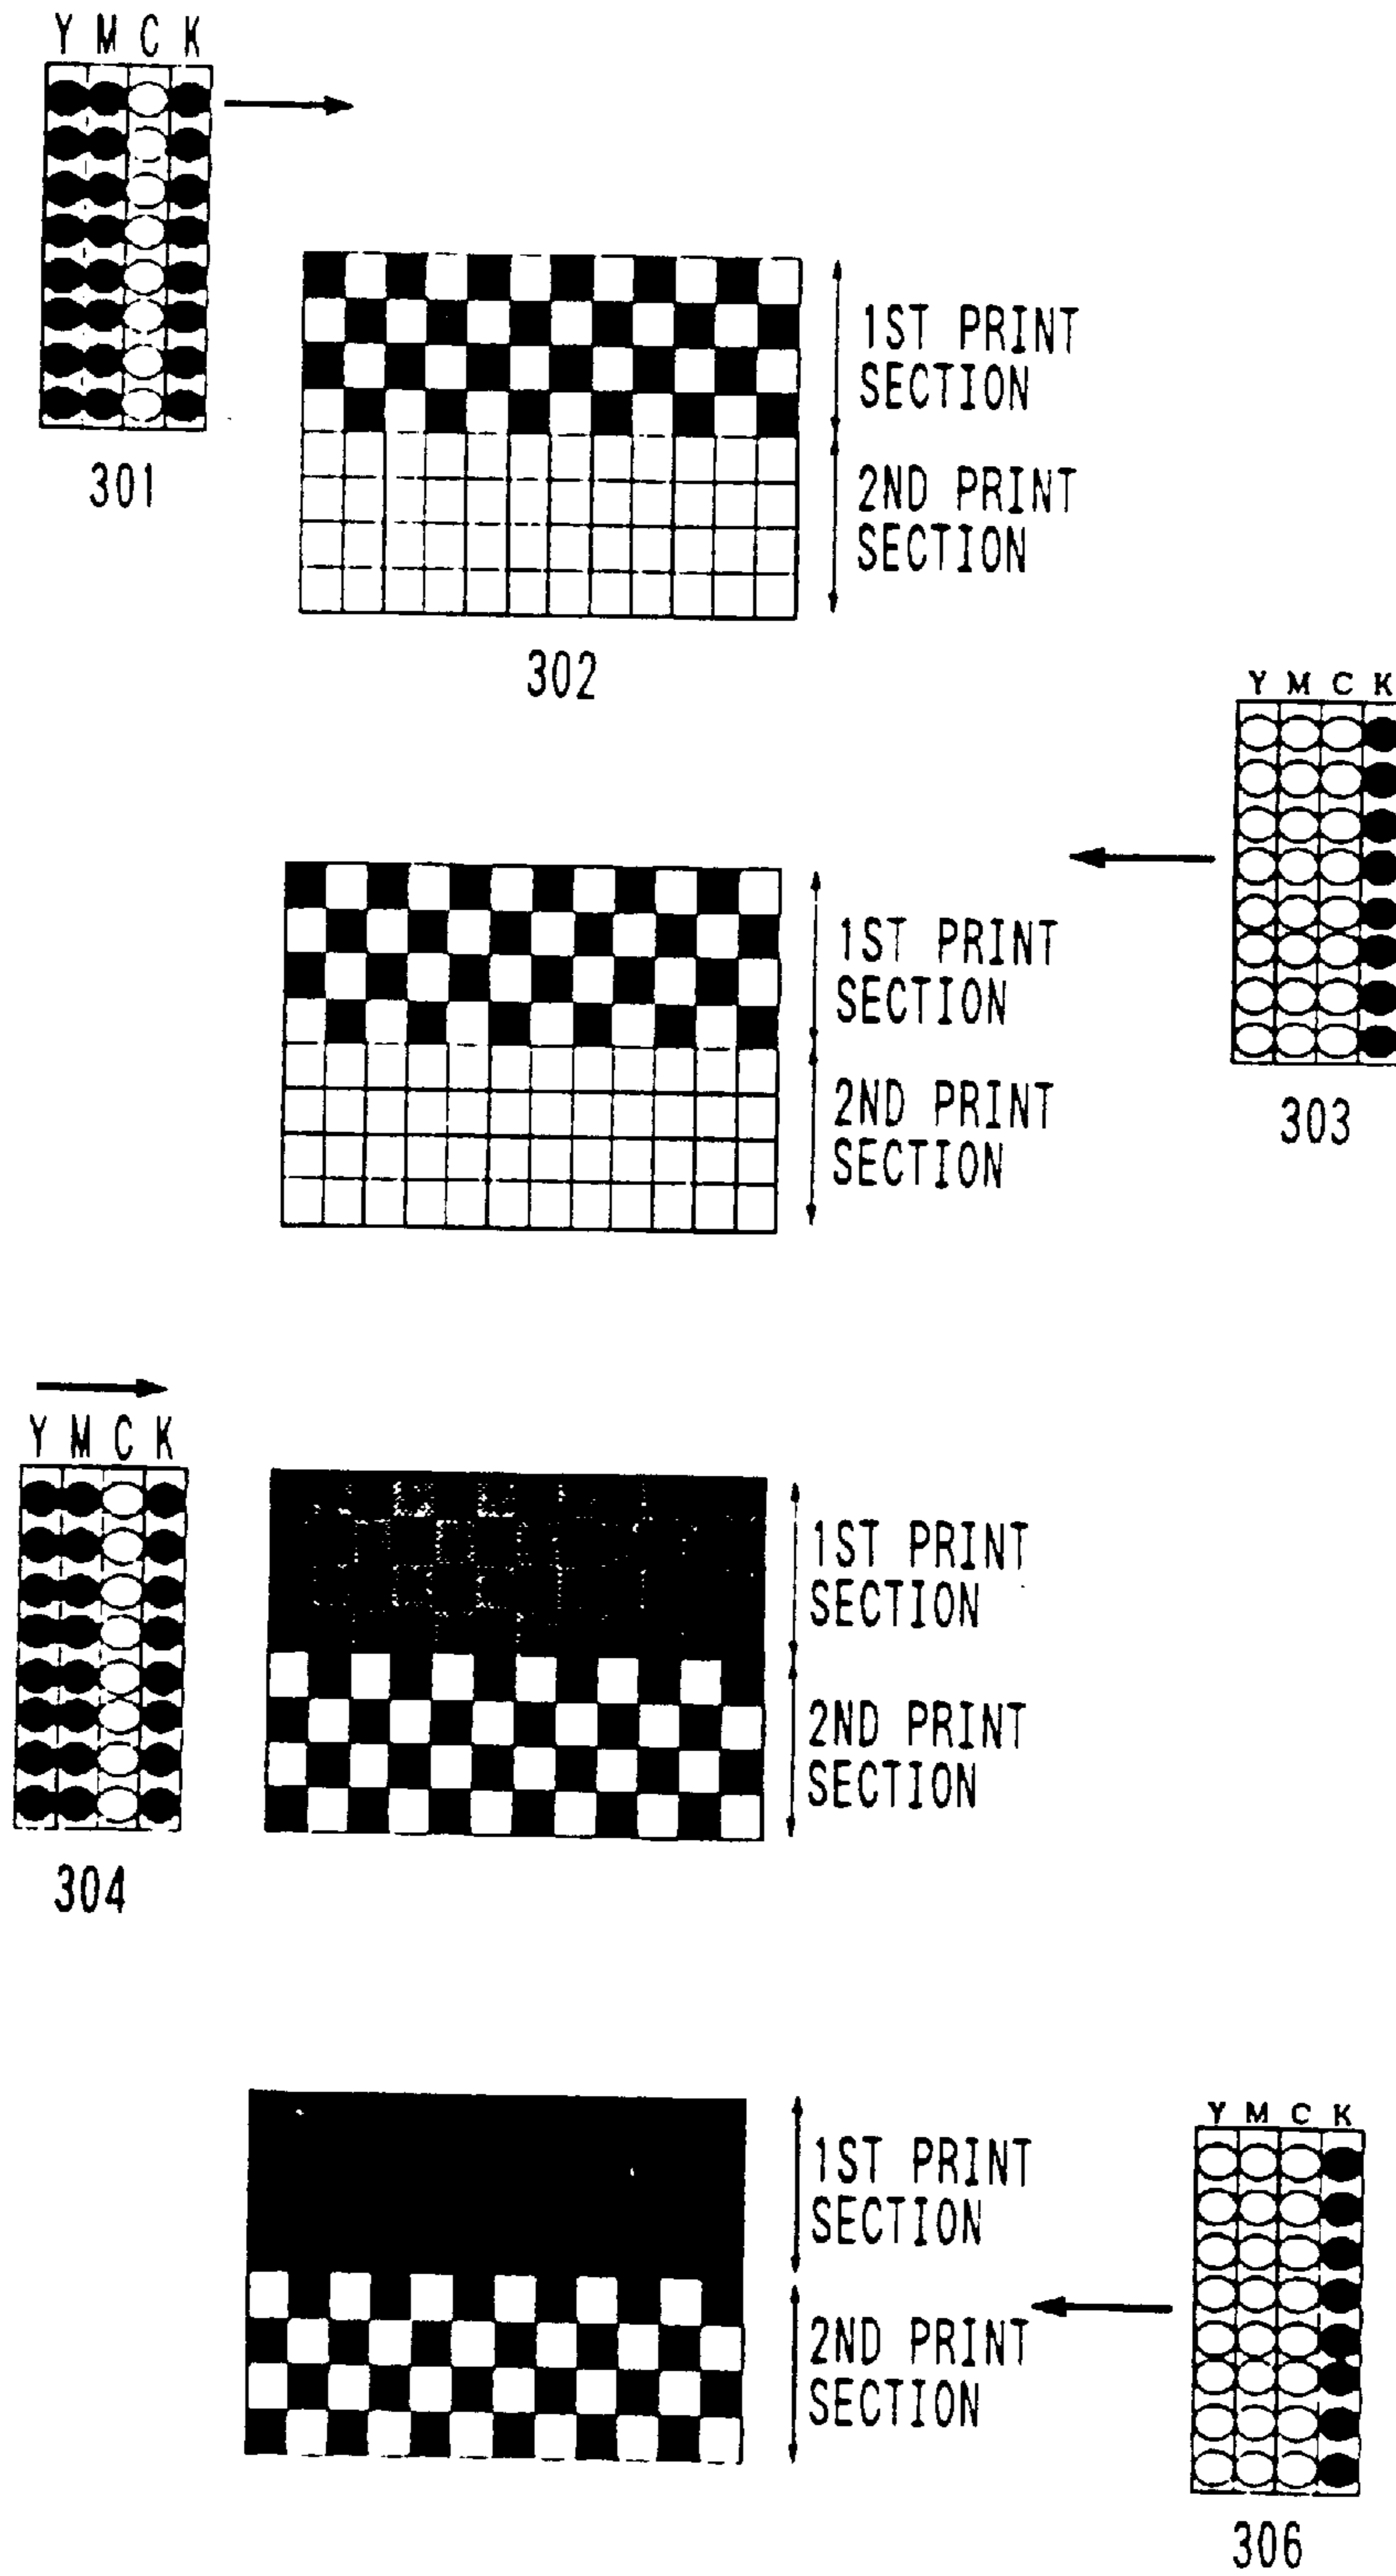 Y M C K
301
1ST PRINT
SECTION
2ND PRINT
SECTION
302
Y M C K
1ST PRINT
SECTION
2ND PRINT
SECTION
303
Y M C K
1ST PRINT
SECTION
2ND PRINT
SECTION
304
1ST PRINT
SECTION
2ND PRINT
SECTION
Y M C K
306